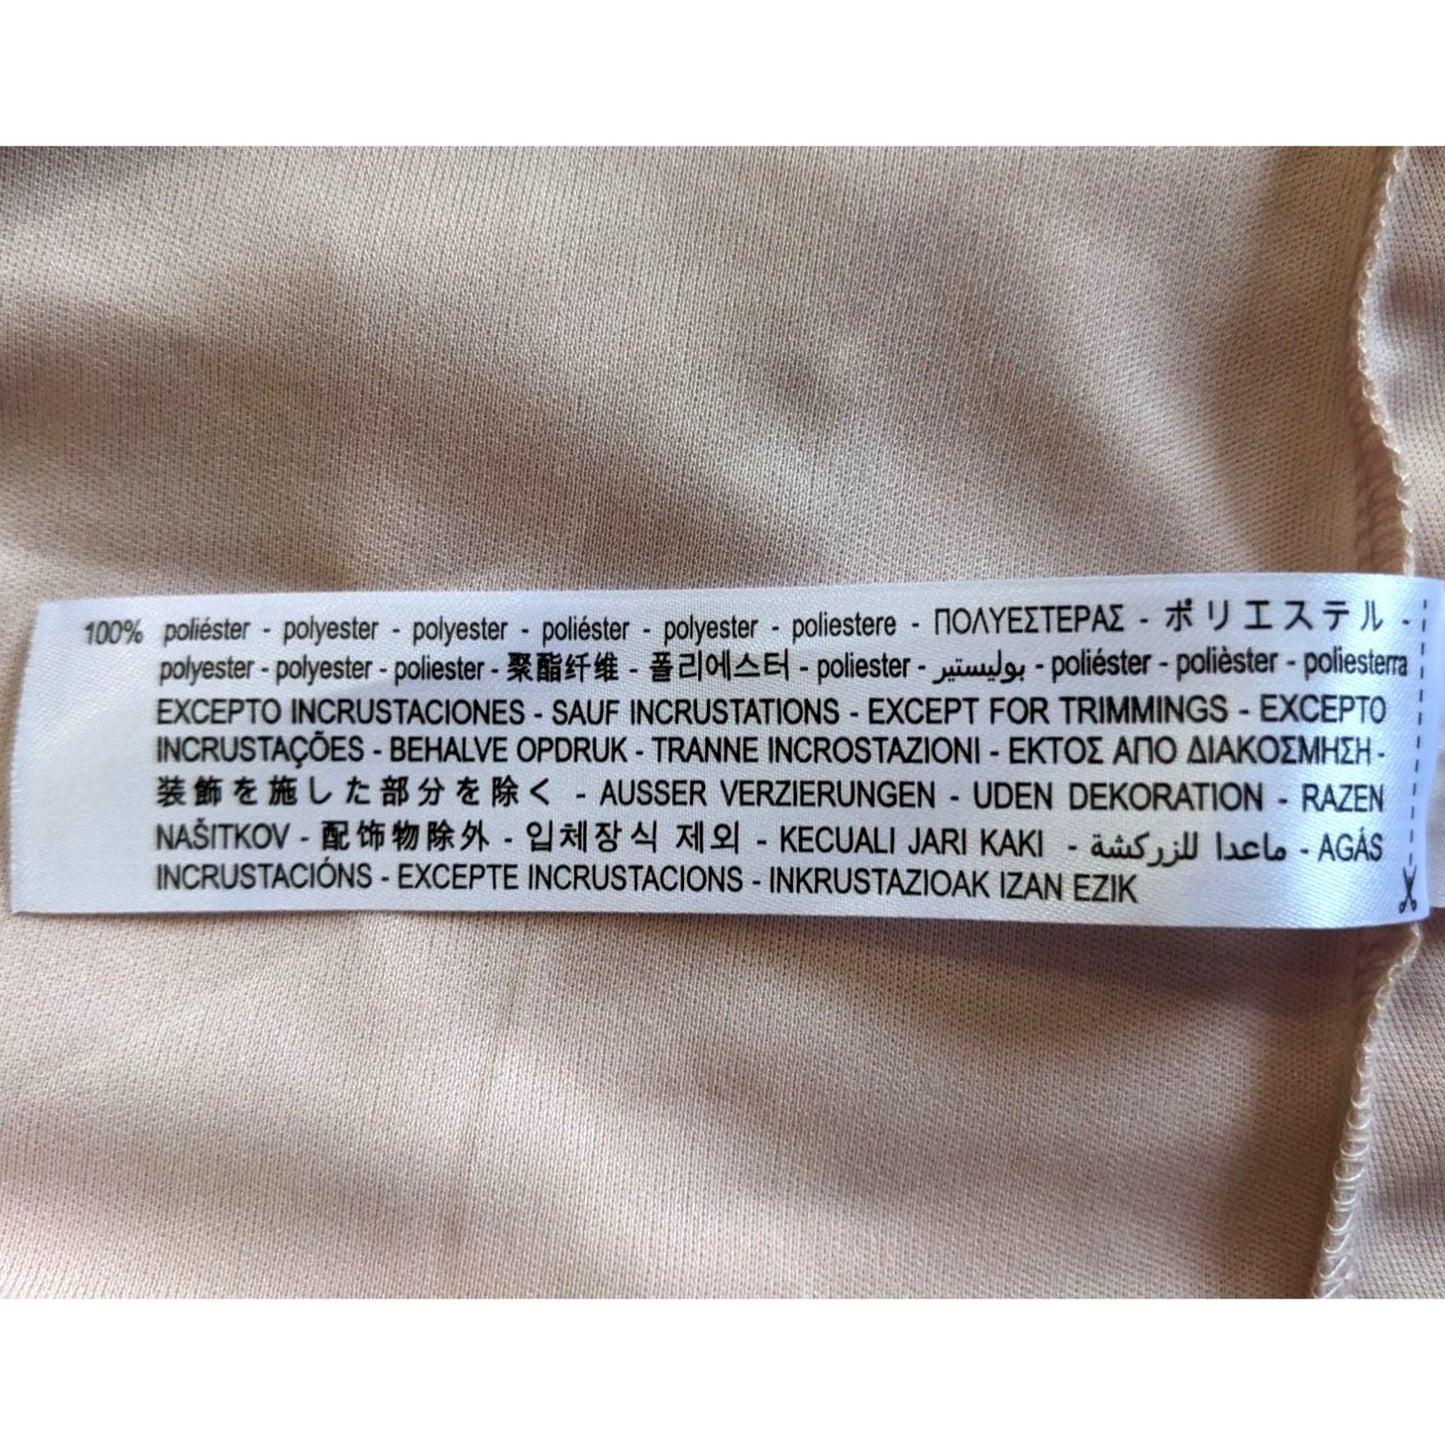 100% poliéster - polyester - polyester - poliéster - polyester - poliestere - ΠΟΛΥΕΣΤΕΡΑΣ - ポリエステル -
polyester - polyester - poliester - 聚酯纤维 - 폴리에스터 - poliester - بوليستير - poliéster - polièster - poliesterra
EXCEPTO INCRUSTACIONES - SAUF INCRUSTATIONS - EXCEPT FOR TRIMMINGS - EXCEPTO
INCRUSTAÇÕES - BEHALVE OPDRUK - TRANNE INCROSTAZIONI - ΕΚΤΟΣ ΑΠΟ ΔΙΑΚΟΣΜΗΣΗ -
装飾を施した部分を除く - AUSSER VERZIERUNGEN - UDEN DEKORATION - RAZEN
NAŠITKOV - 配饰物除外 - 입체장식 제외 - KECUALI JARI KAKI - ماعدا للزركشة - AGÁS
INCRUSTACIÓNS - EXCEPTE INCRUSTACIONS - INKRUSTAZIOAK IZAN EZIK